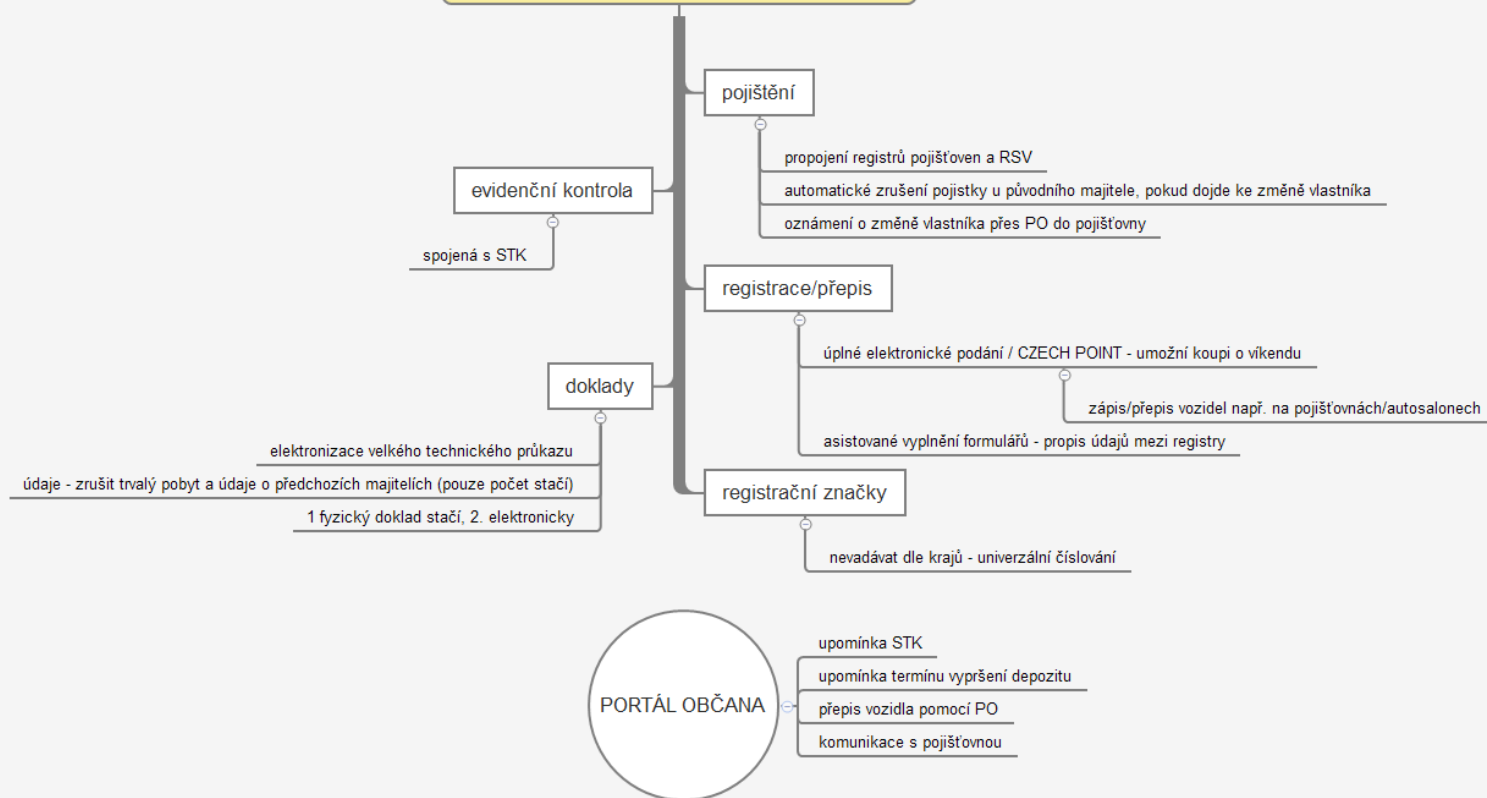 pojištění
propojení registrů pojišťoven a RSV
automatické zrušení pojistky u původního majitele, pokud dojde ke změně vlastníka
oznámení o změně vlastníka přes PO do pojišťovny
evidenční kontrola
spojená s STK
registrace/přepis
úplné elektronické podání / CZECH POINT - umožní koupi o víkendu
zápis/přepis vozidel např. na pojišťovnách/autosalonech
asistované vyplnění formulářů - propis údajů mezi registry
doklady
elektronizace velkého technického průkazu
údaje - zrušit trvalý pobyt a údaje o předchozích majitelích (pouze počet stačí)
1 fyzický doklad stačí, 2. elektronicky
registrační značky
nevadávat dle krajů - univerzální číslování
PORTÁL OBČANA
upomínka STK
upomínka termínu vypršení depozitu
přepis vozidla pomocí PO
komunikace s pojišťovnou